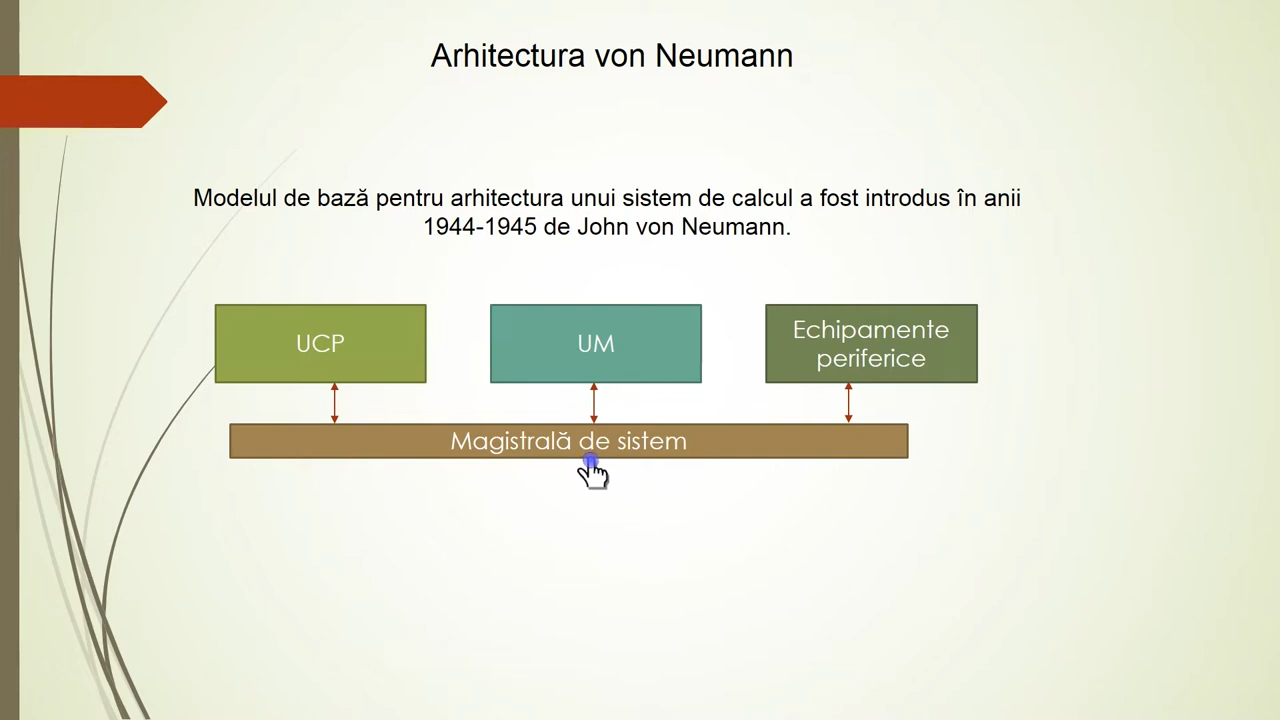 Arhitectura von Neumann
Modelul de bază pentru arhitectura unui sistem de calcul a fost introdus în anii
1944-1945 de John von Neumann.
UCP
UM
Echipamente
periferice
Magistrală de sistem